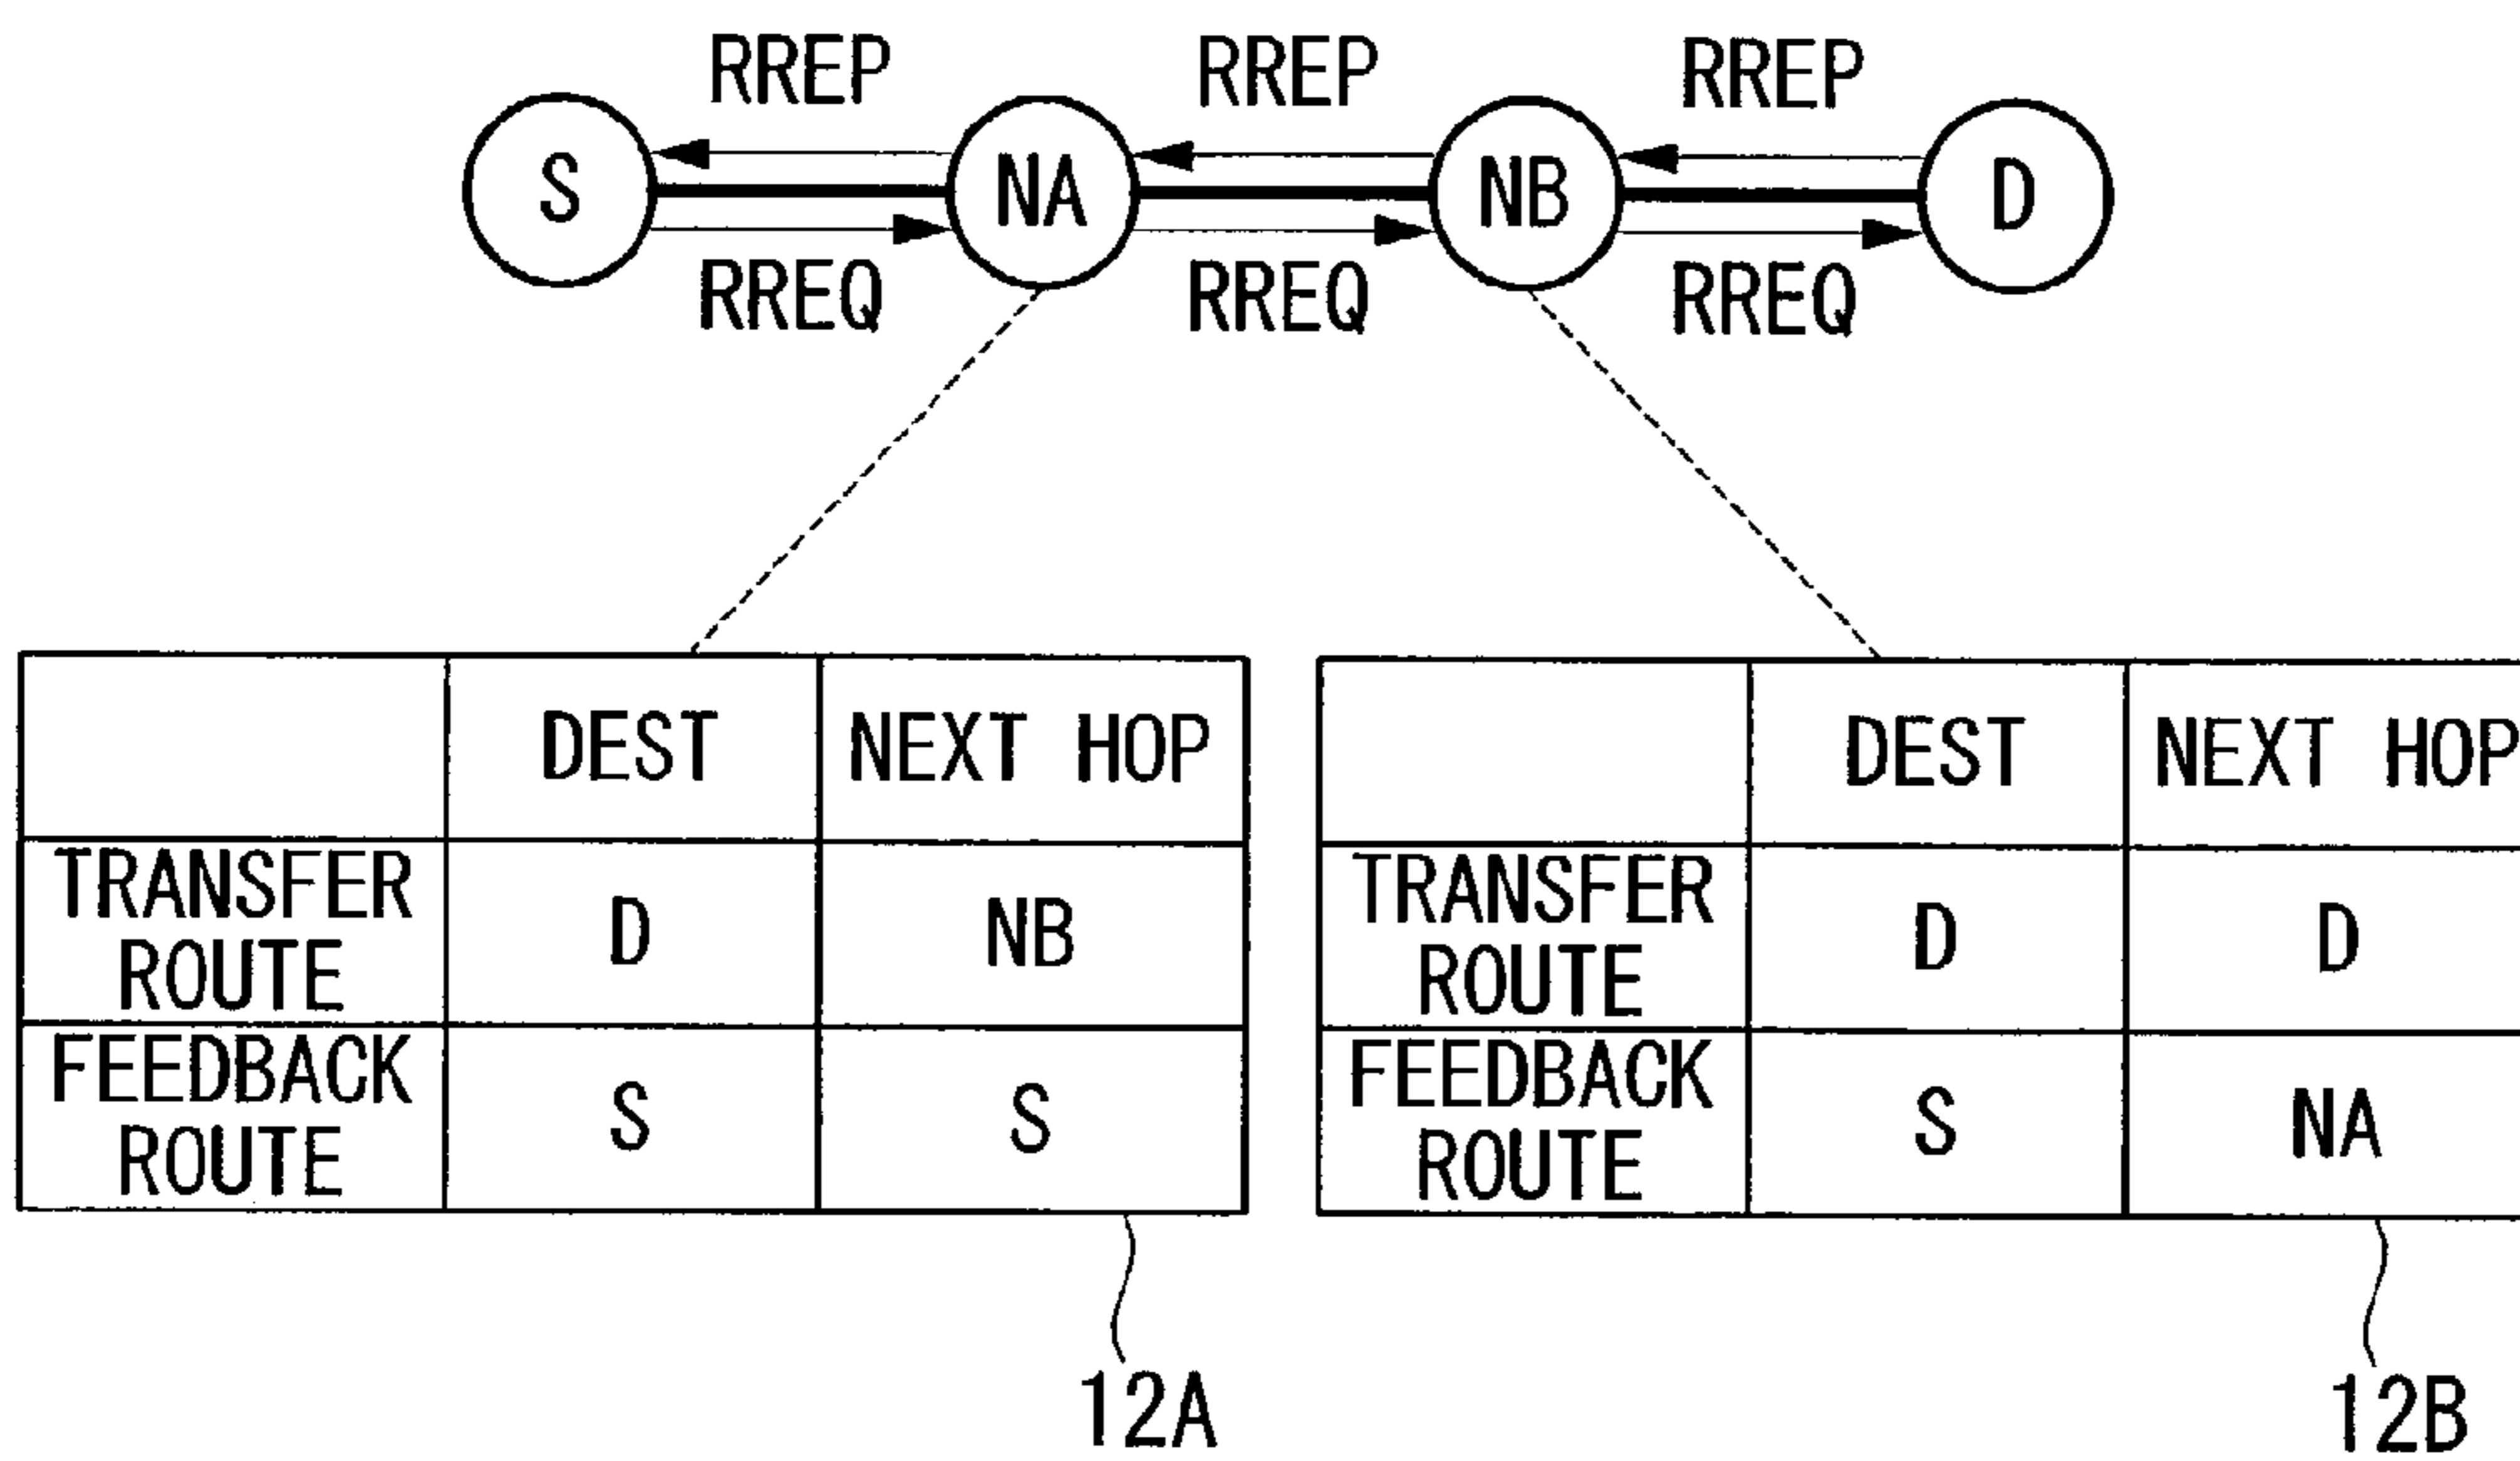 RREP RREP RREP
S NA NB D
RREQ RREQ RREQ
DEST NEXT HOP
TRANSFER ROUTE D NB
FEEDBACK ROUTE S S
12A
DEST NEXT HOP
TRANSFER ROUTE D D
FEEDBACK ROUTE S NA
12B